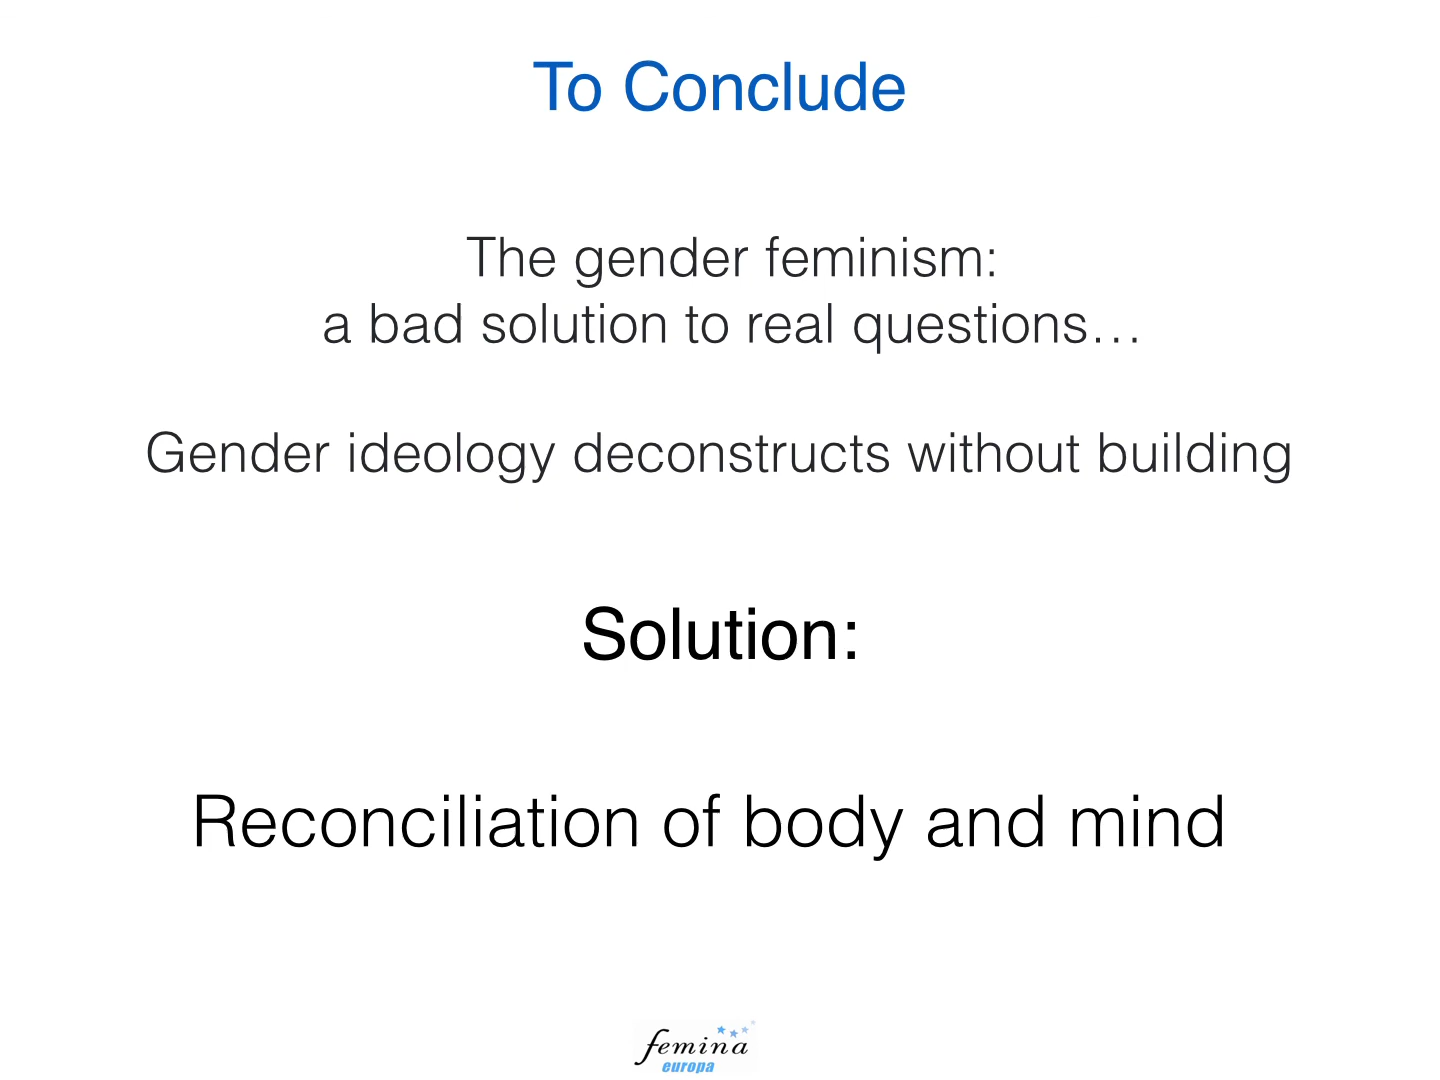 To Conclude
The gender feminism:
a bad solution to real questions…
Gender ideology deconstructs without building
Solution:
Reconciliation of body and mind
femina
europa